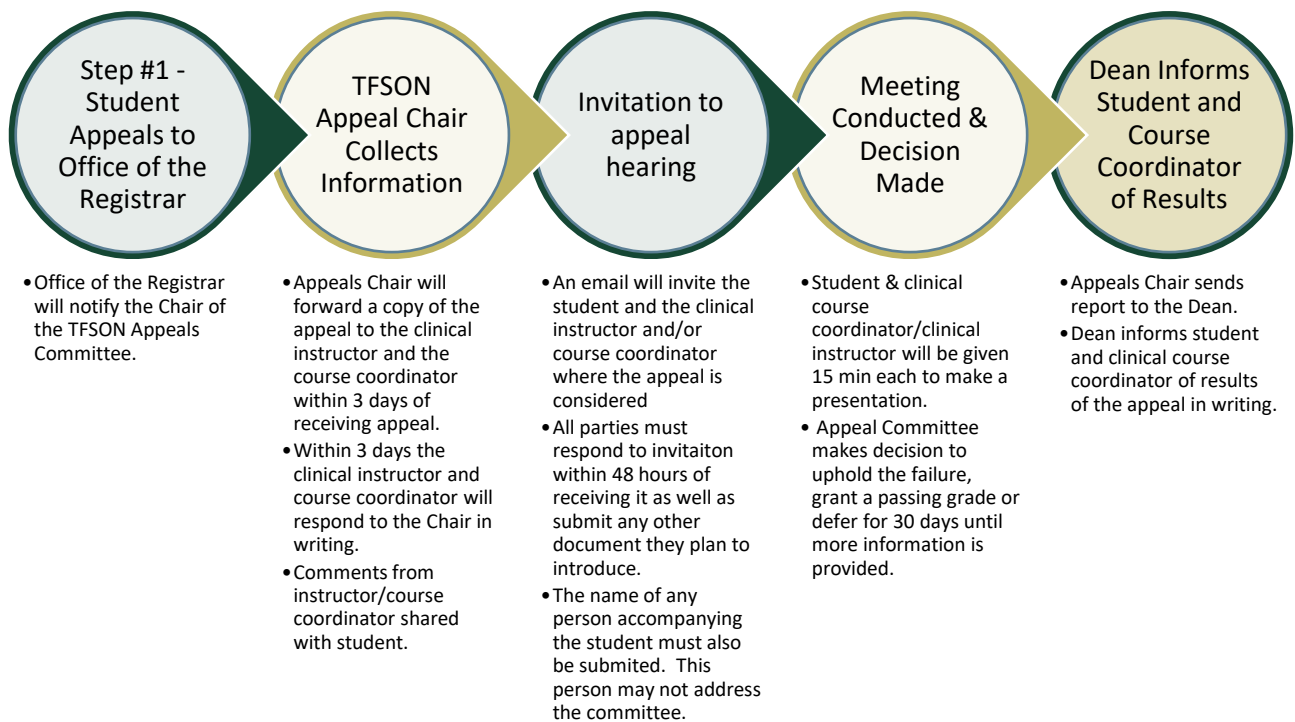 Step #1 -
Student
Appeals to
Office of the
Registrar
•Office of the Registrar
will notify the Chair of
the TFSON Appeals
Committee.
TFSON
Appeal Chair
Collects
Information
•Appeals Chair will
forward a copy of the
appeal to the clinical
instructor and the
course coordinator
within 3 days of
receiving appeal.
•Within 3 days the
clinical instructor and
course coordinator will
respond to the Chair in
writing.
•Comments from
instructor/course
coordinator shared
with student.
Invitation to
appeal
hearing
•An email will invite the
student and the clinical
instructor and/or
course coordinator
where the appeal is
considered
•All parties must
respond to invitaiton
within 48 hours of
receiving it as well as
submit any other
document they plan to
introduce.
•The name of any
person accompanying
the student must also
be submited.  This
person may not address
the committee.
Meeting
Conducted &
Decision
Made
•Student & clinical
course
coordinator/clinical
instructor will be given
15 min each to make a
presentation.
• Appeal Committee
makes decision to
uphold the failure,
grant a passing grade or
defer for 30 days until
more information is
provided.
Dean Informs
Student and
Course
Coordinator
of Results
•Appeals Chair sends
report to the Dean.
•Dean informs student
and clinical course
coordinator of results
of the appeal in writing.